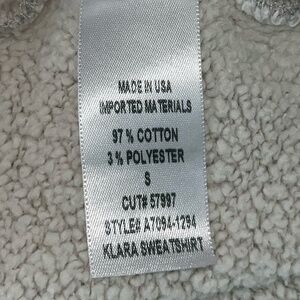 MADE IN USA
IMPORTED MATERIALS
97 % COTTON
3 % POLYESTER
S
CUT# 57997
STYLE# A7094-1294
KLARA SWEATSHIRT